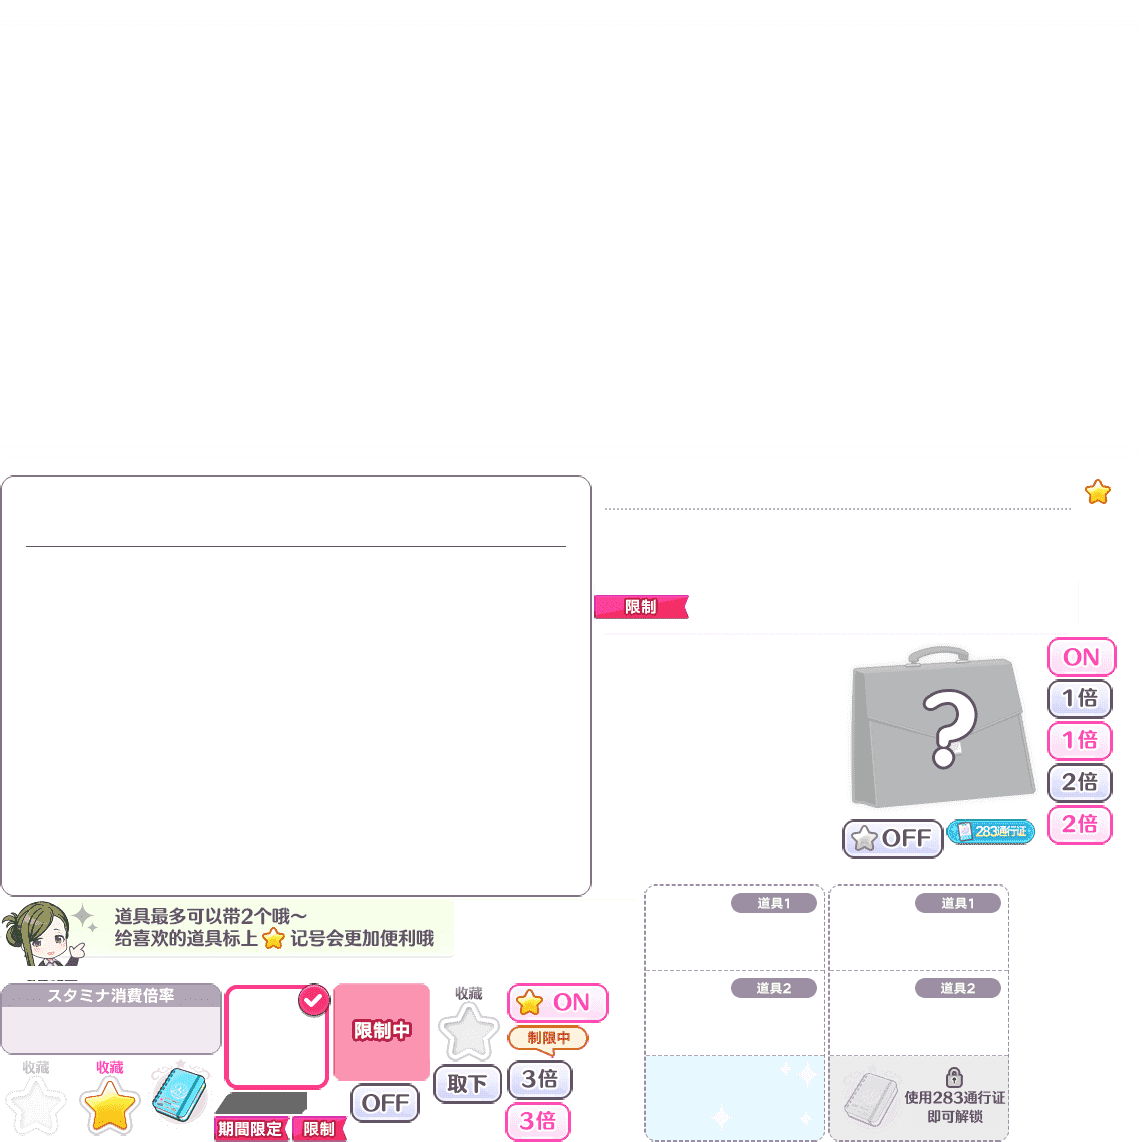 限制
ON
1倍
1倍
2倍
2倍
?
OFF
283通行证
道具最多可以带2个哦～
给喜欢的道具标上
记号会更加便利哦
スタミナ消費倍率
收藏
收藏
期間限定
限制
限制中
OFF
收藏
取下
ON
制限中
3倍
3倍
道具1
道具2
道具1
道具2
使用283通行证
即可解锁